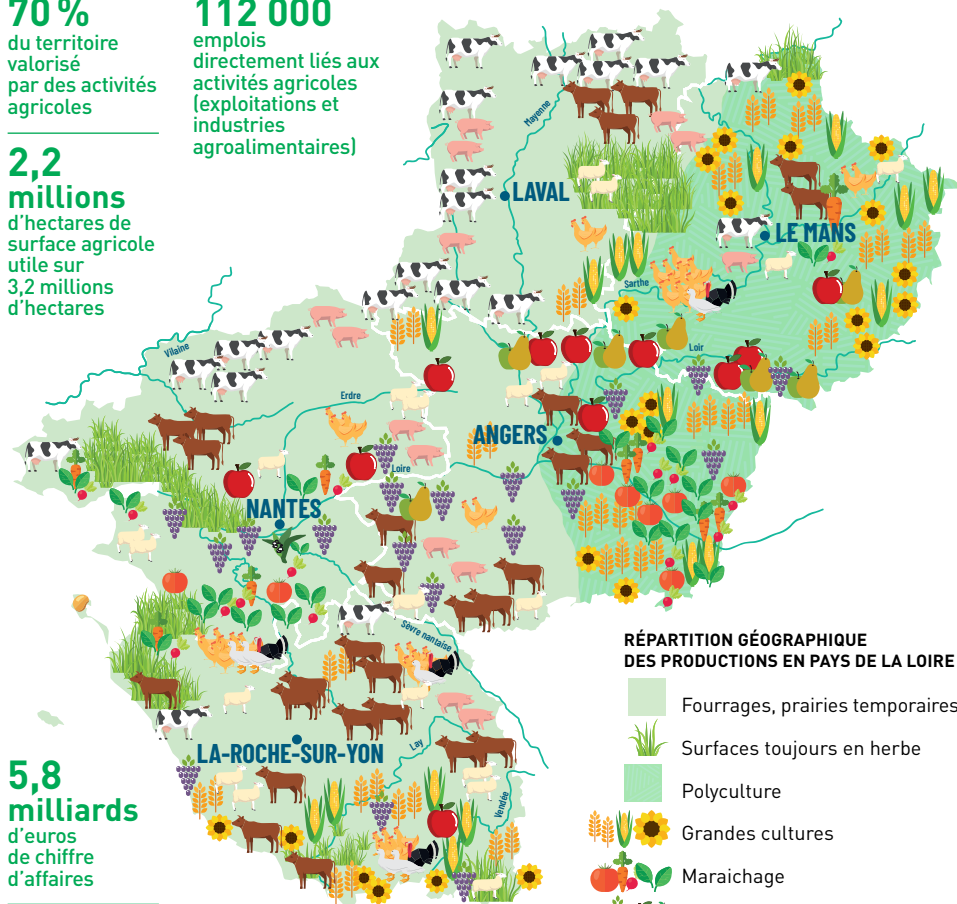 70 %
du territoire
valorisé
par des activités
agricoles
112 000
emplois
directement liés aux
activités agricoles
(exploitations et
industries
agroalimentaires)
2,2
millions
d'hectares de
surface agricole
utile sur
3,2 millions
d'hectares
5,8
milliards
d'euros
de chiffre
d'affaires
Mayenne
LAVAL
LE MANS
Sarthe
Vilaine
Loir
Erdre
ANGERS
Loire
NANTES
Sèvre nantaise
LA-ROCHE-SUR-YON
Lay
Vendée
RÉPARTITION GÉOGRAPHIQUE
DES PRODUCTIONS EN PAYS DE LA LOIRE
Fourrages, prairies temporaires
Surfaces toujours en herbe
Polyculture
Grandes cultures
Maraichage